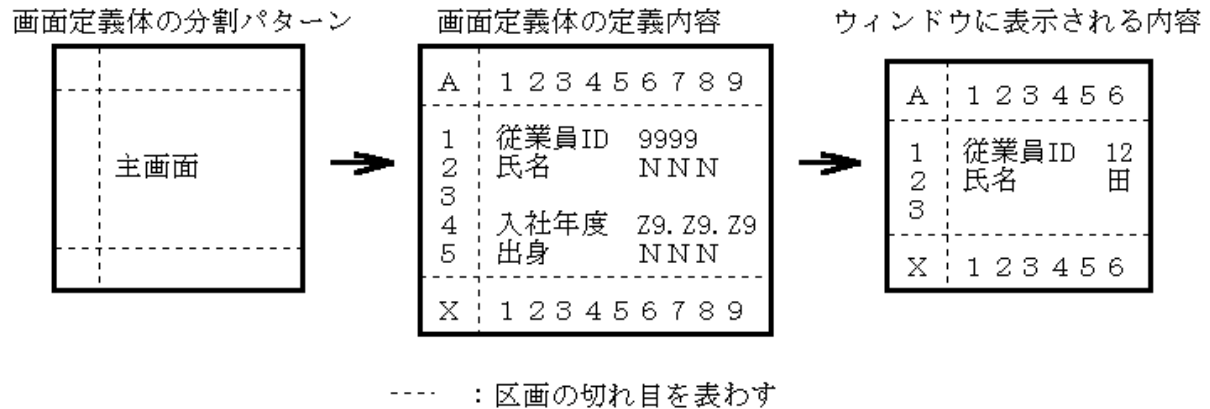 画面定義体の分割パターン
主画面
画面定義体の定義内容
A 1 2 3 4 5 6 7 8 9
1 従業員ID 9999
2 氏名 N N N
3
4 入社年度 Z9. Z9. Z9
5 出身 N N N
X 1 2 3 4 5 6 7 8 9
ウィンドウに表示される内容
A 1 2 3 4 5 6
1 従業員ID 12
2 氏名 田
3
X 1 2 3 4 5 6
---- :区画の切れ目を表わす